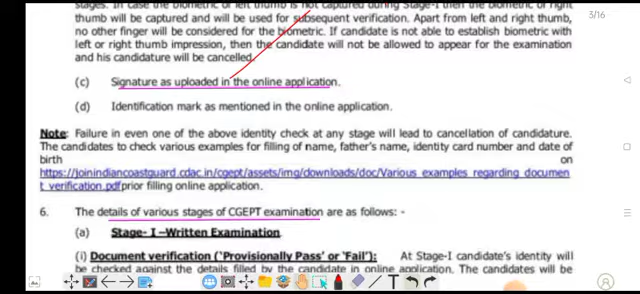 stages. In case the biometric of left thumb is not captured during Stage-I then the biometric of right
thumb will be captured and will be used for subsequent verification. Apart from left and right thumb,
no other finger will be considered for the biometric. If candidate is not able to establish biometric with
left or right thumb impression, then the candidate will not be allowed to appear for the examination
and his candidature will be cancelled.
(c) Signature as uploaded in the online application.
(d) Identification mark as mentioned in the online application.
Note: Failure in even one of the above identity check at any stage will lead to cancellation of candidature.
The candidates to check various examples for filling of name, father's name, identity card number and date of
birth on
https://joinindiancoastguard.cdac.in/cgept/assets/img/downloads/doc/Various examples regarding documen
t verification.pdfprior filling online application.
6. The details of various stages of CGEPT examination are as follows: -
(a) Stage- I –Written Examination
(i) Document verification ('Provisionally Pass' or 'Fail'): At Stage-I candidate's identity will
be checked against the details filled by the candidate in online application. The candidates will be
3/16